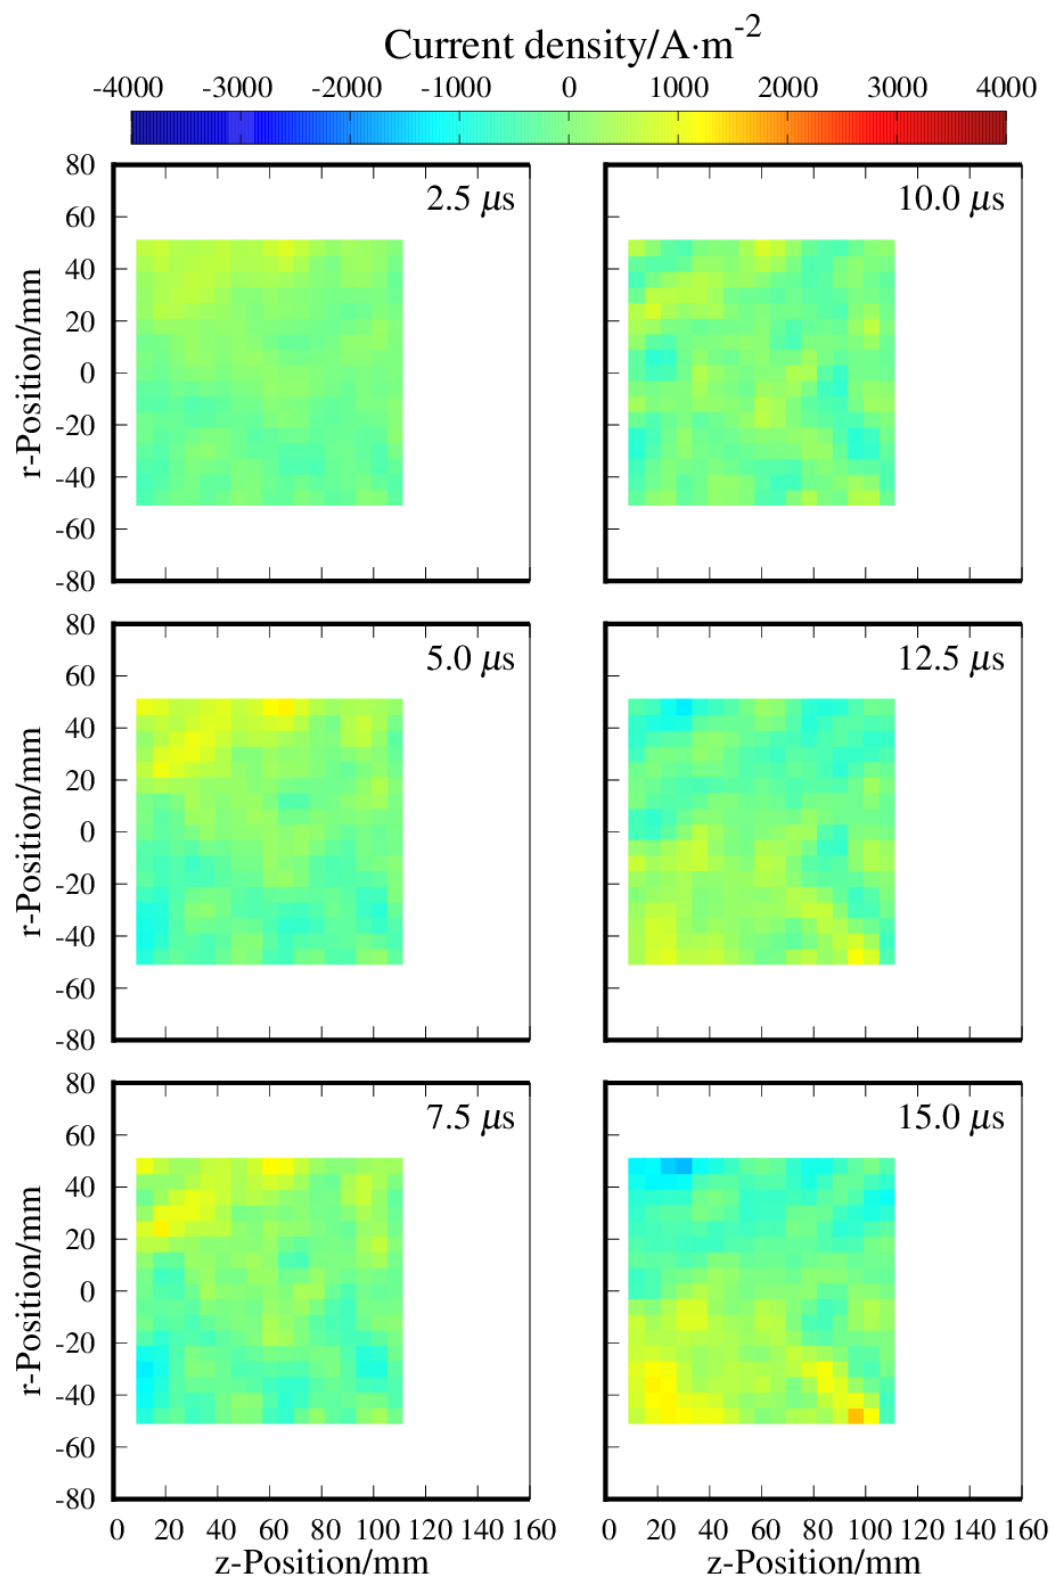 Current density/A·m-2
-4000 -3000 -2000 -1000 0 1000 2000 3000 4000
80 2.5 μs 10.0 μs
60
40
20
0
-20
-40
-60
-80
r-Position/mm
80 5.0 μs 12.5 μs
60
40
20
0
-20
-40
-60
-80
r-Position/mm
80 7.5 μs 15.0 μs
60
40
20
0
-20
-40
-60
-80
r-Position/mm
0 20 40 60 80 100 120 140 160 0 20 40 60 80 100 120 140 160
z-Position/mm z-Position/mm